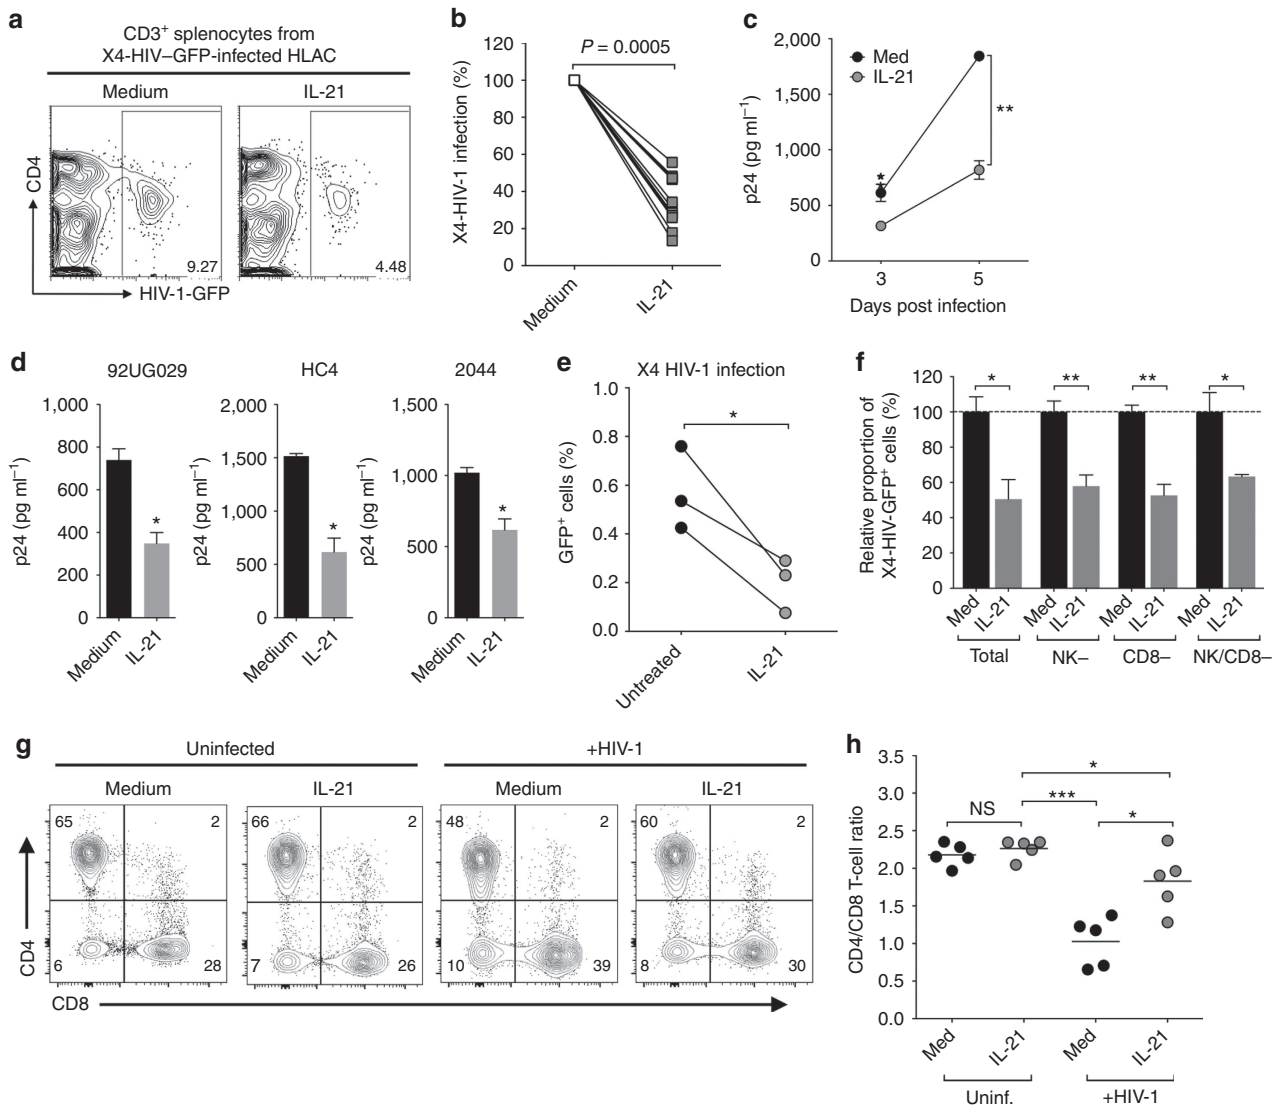 a
CD3⁺ splenocytes from
X4-HIV–GFP-infected HLAC
Medium
IL-21
CD4
9.27
4.48
HIV-1-GFP
b
X4-HIV-1 infection (%)
120
100
80
60
40
20
0
P = 0.0005
Medium
IL-21
c
p24 (pg ml⁻¹)
2,000
1,500
1,000
500
0
Med
IL-21
*
**
3
5
Days post infection
d
92UG029
p24 (pg ml⁻¹)
1,000
800
600
400
200
0
*
Medium
IL-21
HC4
p24 (pg ml⁻¹)
2,000
1,500
1,000
500
0
*
Medium
IL-21
2044
p24 (pg ml⁻¹)
1,500
1,000
500
0
*
Medium
IL-21
e
X4 HIV-1 infection
GFP⁺ cells (%)
1.0
0.8
0.6
0.4
0.2
0.0
*
Untreated
IL-21
f
Relative proportion of
X4-HIV-GFP⁺ cells (%)
120
100
80
60
40
20
0
*
**
**
*
Med
IL-21
Med
IL-21
Med
IL-21
Med
IL-21
Total
NK–
CD8–
NK/CD8–
g
Uninfected
+HIV-1
Medium
IL-21
Medium
IL-21
65
2
66
2
48
2
60
2
6
28
7
26
10
39
8
30
CD4
CD8
h
CD4/CD8 T-cell ratio
3.5
3.0
2.5
2.0
1.5
1.0
0.5
0.0
*
***
NS
*
Med
IL-21
Med
IL-21
Uninf.
+HIV-1